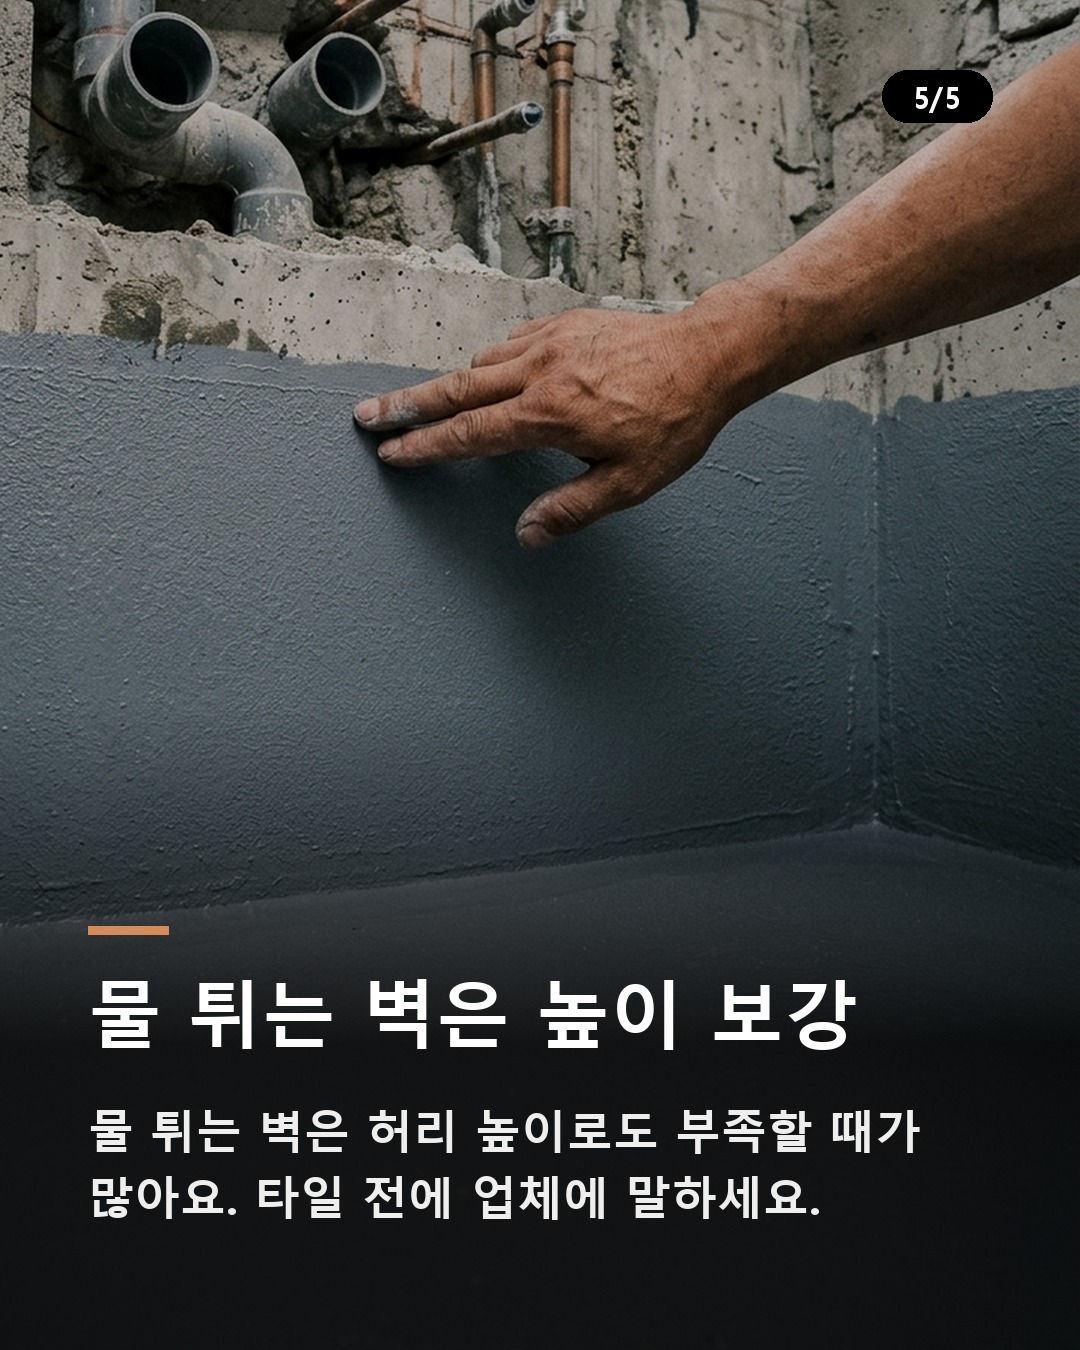 5/5
물 튀는 벽은 높이 보강
물 튀는 벽은 허리 높이로도 부족할 때가
많아요. 타일 전에 업체에 말하세요.